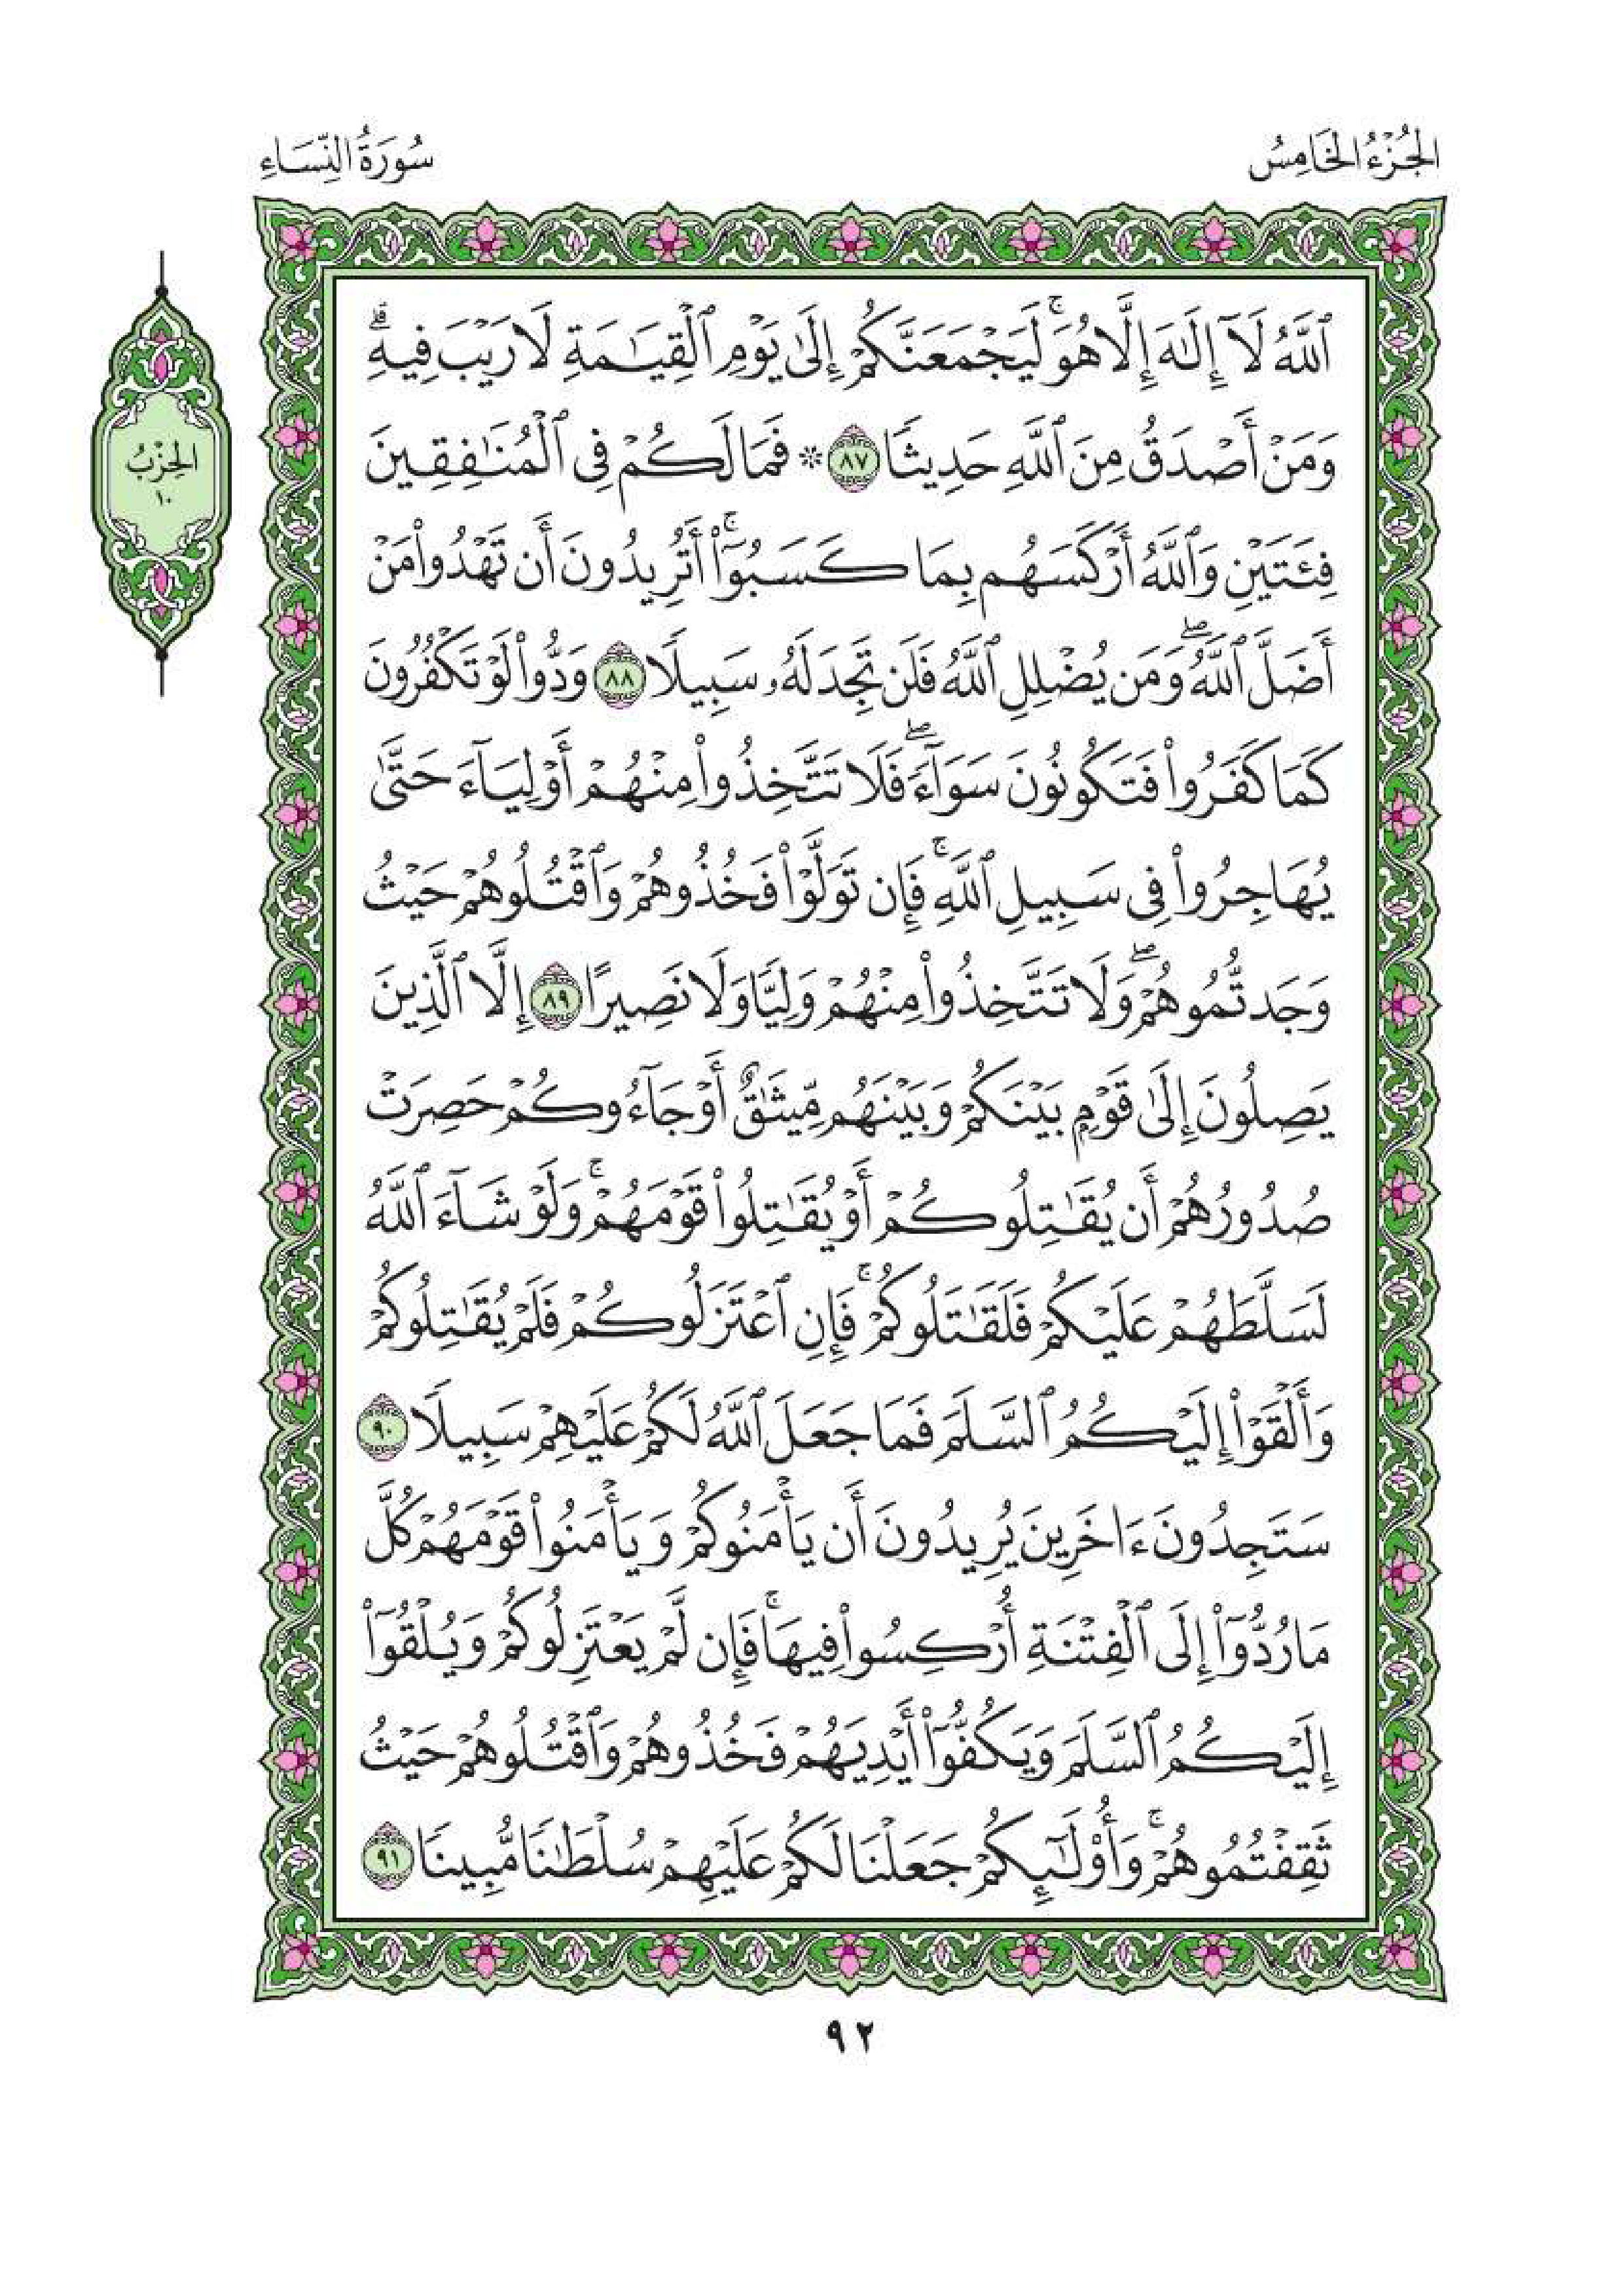 الجُزْءُ الخَامِسُ
سُورَةُ النِّسَاءِ
الحِزْبُ
١٠
ٱللَّهُ لَآ إِلَٰهَ إِلَّا هُوَۚ لَيَجْمَعَنَّكُمْ إِلَىٰ يَوْمِ ٱلْقِيَٰمَةِ لَا رَيْبَ فِيهِۗ
وَمَنْ أَصْدَقُ مِنَ ٱللَّهِ حَدِيثًا ٨٧ ۞ فَمَا لَكُمْ فِى ٱلْمُنَٰفِقِينَ
فِئَتَيْنِ وَٱللَّهُ أَرْكَسَهُم بِمَا كَسَبُوٓا۟ۚ أَتُرِيدُونَ أَن تَهْدُوا۟ مَنْ
أَضَلَّ ٱللَّهُۖ وَمَن يُضْلِلِ ٱللَّهُ فَلَن تَجِدَ لَهُۥ سَبِيلًا ٨٨ وَدُّوا۟ لَوْ تَكْفُرُونَ
كَمَا كَفَرُوا۟ فَتَكُونُونَ سَوَآءًۖ فَلَا تَتَّخِذُوا۟ مِنْهُمْ أَوْلِيَآءَ حَتَّىٰ
يُهَاجِرُوا۟ فِى سَبِيلِ ٱللَّهِۚ فَإِن تَوَلَّوْا۟ فَخُذُوهُمْ وَٱقْتُلُوهُمْ حَيْثُ
وَجَدتُّمُوهُمْۖ وَلَا تَتَّخِذُوا۟ مِنْهُمْ وَلِيًّا وَلَا نَصِيرًا ٨٩ إِلَّا ٱلَّذِينَ
يَصِلُونَ إِلَىٰ قَوْمِۭ بَيْنَكُمْ وَبَيْنَهُم مِّيثَٰقٌ أَوْ جَآءُوكُمْ حَصِرَتْ
صُدُورُهُمْ أَن يُقَٰتِلُوكُمْ أَوْ يُقَٰتِلُوا۟ قَوْمَهُمْۚ وَلَوْ شَآءَ ٱللَّهُ
لَسَلَّطَهُمْ عَلَيْكُمْ فَلَقَٰتَلُوكُمْۚ فَإِنِ ٱعْتَزَلُوكُمْ فَلَمْ يُقَٰتِلُوكُمْ
وَأَلْقَوْا۟ إِلَيْكُمُ ٱلسَّلَمَ فَمَا جَعَلَ ٱللَّهُ لَكُمْ عَلَيْهِمْ سَبِيلًا ٩٠
سَتَجِدُونَ ءَاخَرِينَ يُرِيدُونَ أَن يَأْمَنُوكُمْ وَيَأْمَنُوا۟ قَوْمَهُمْ كُلَّ
مَا رُدُّوٓا۟ إِلَى ٱلْفِتْنَةِ أُرْكِسُوا۟ فِيهَاۚ فَإِن لَّمْ يَعْتَزِلُوكُمْ وَيُلْقُوٓا۟
إِلَيْكُمُ ٱلسَّلَمَ وَيَكُفُّوٓا۟ أَيْدِيَهُمْ فَخُذُوهُمْ وَٱقْتُلُوهُمْ حَيْثُ
ثَقِفْتُمُوهُمْۚ وَأُو۟لَٰٓئِكُمْ جَعَلْنَا لَكُمْ عَلَيْهِمْ سُلْطَٰنًا مُّبِينًا ٩١
٩٢